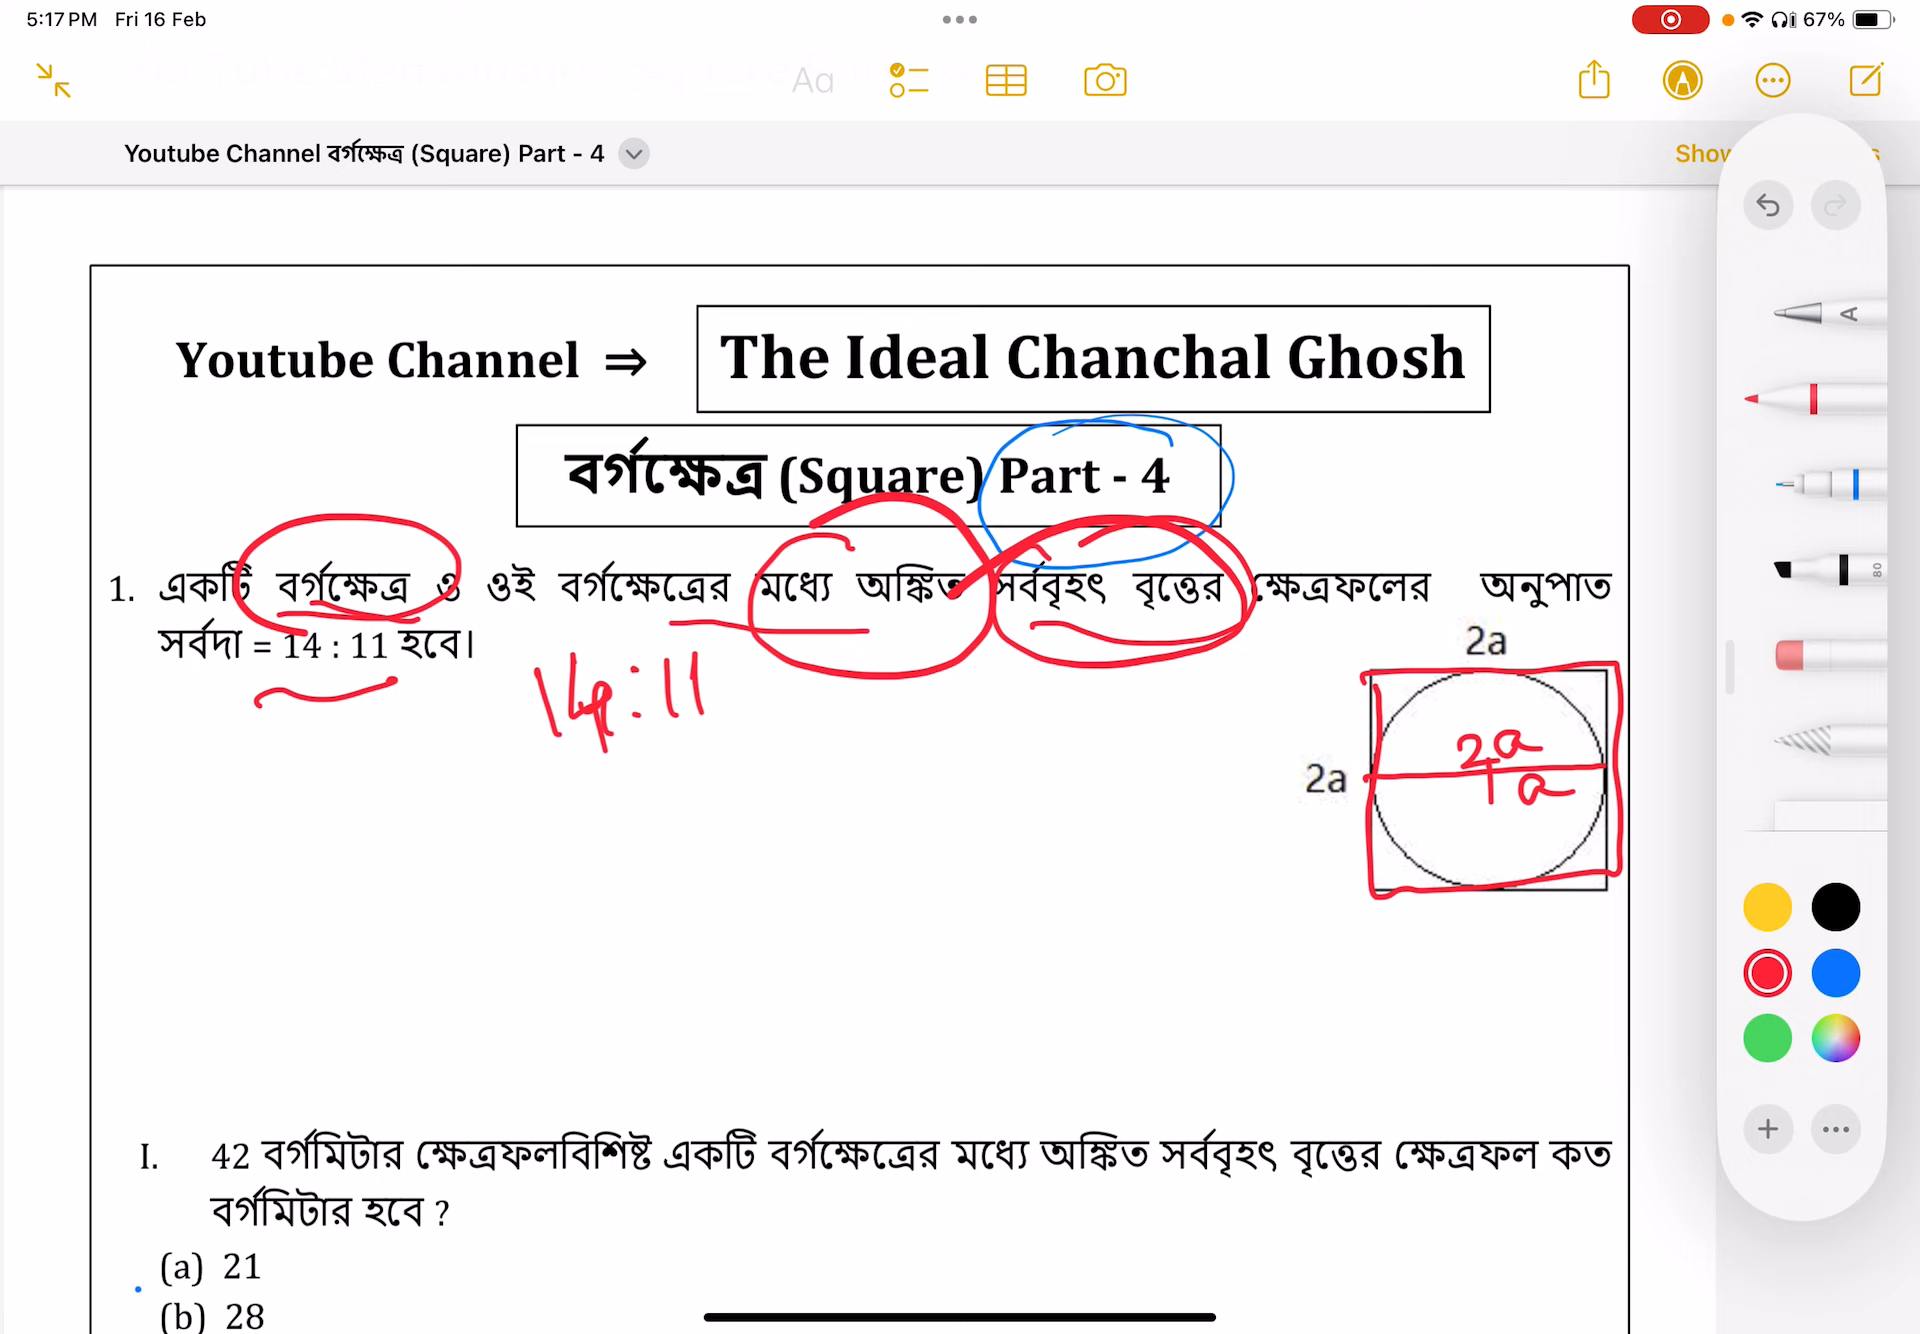 5:17 PM Fri 16 Feb
67%
Aa
Youtube Channel বর্গক্ষেত্র (Square) Part - 4
Youtube Channel ⇒ The Ideal Chanchal Ghosh
বর্গক্ষেত্র (Square) Part - 4
1. একটি বর্গক্ষেত্র ও ওই বর্গক্ষেত্রের মধ্যে অঙ্কিত সর্ববৃহৎ বৃত্তের ক্ষেত্রফলের অনুপাত
সর্বদা = 14 : 11 হবে।
14 : 11
2a
2a
2a
a
I. 42 বর্গমিটার ক্ষেত্রফলবিশিষ্ট একটি বর্গক্ষেত্রের মধ্যে অঙ্কিত সর্ববৃহৎ বৃত্তের ক্ষেত্রফল কত
বর্গমিটার হবে ?
(a) 21
(b) 28
A
80